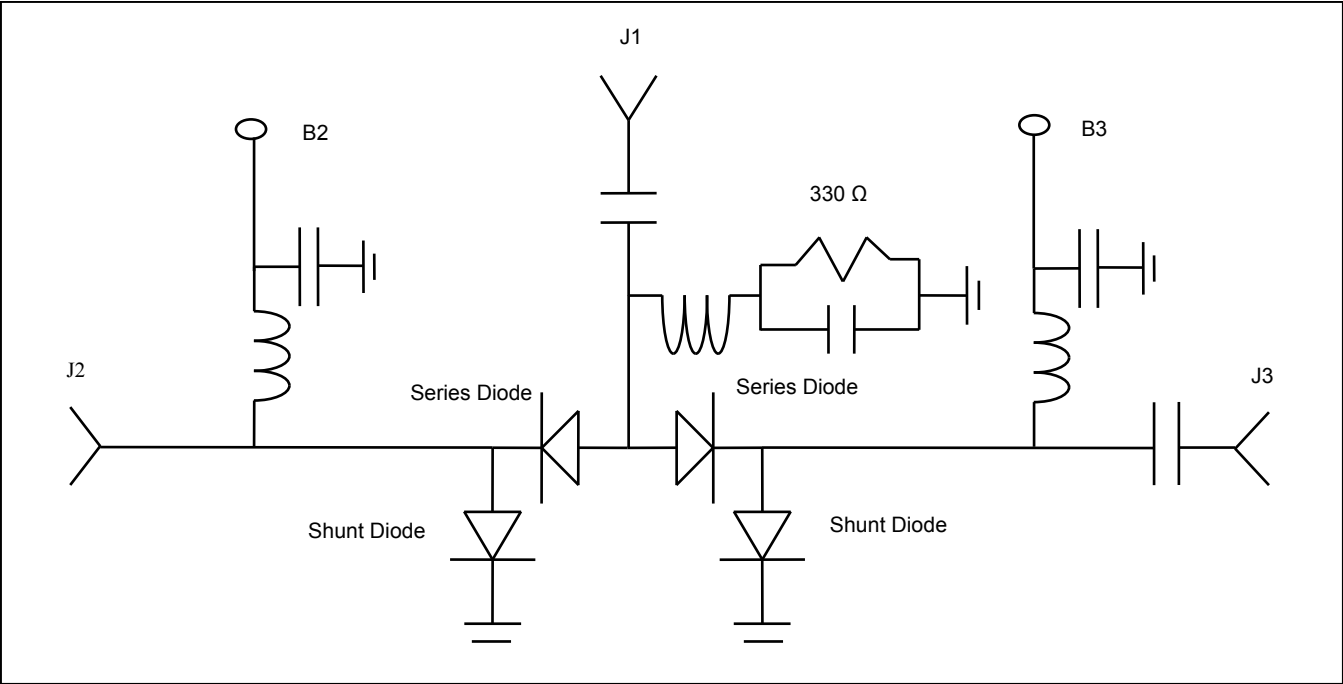 J1
B2
B3
330 Ω
J2
Series Diode
Series Diode
J3
Shunt Diode
Shunt Diode